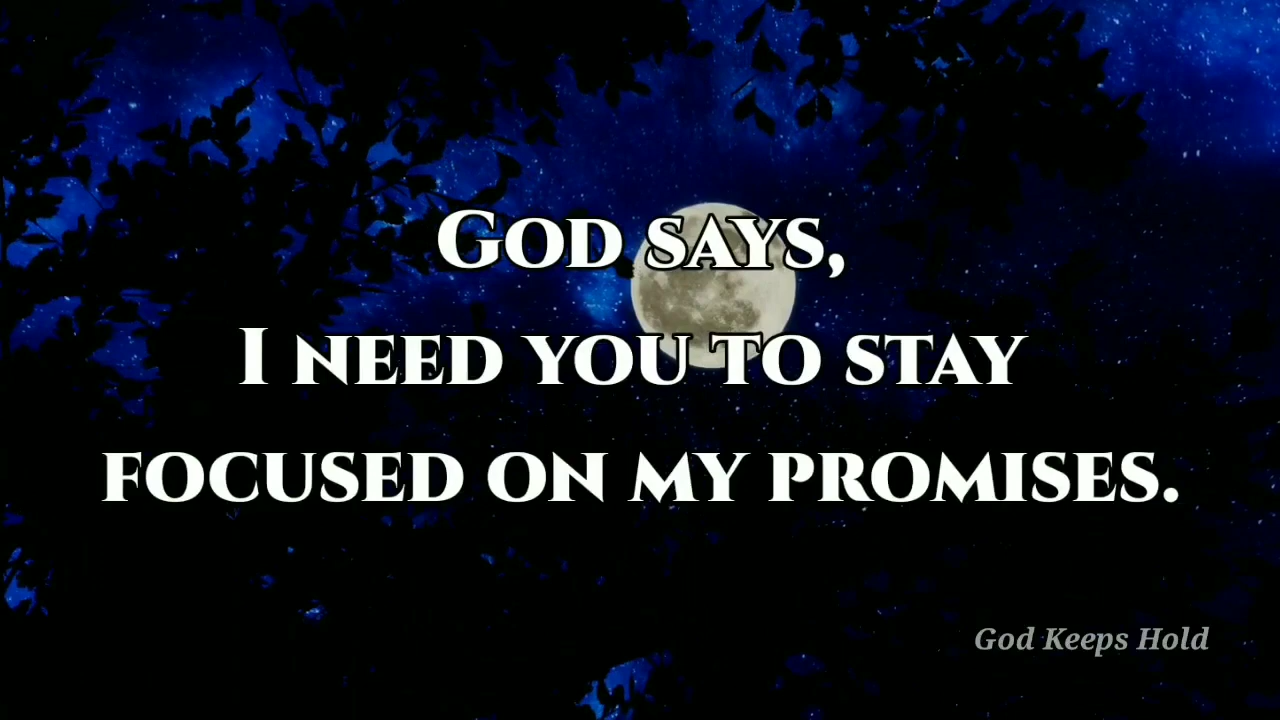 God says,
I need you to stay
focused on my promises.
God Keeps Hold